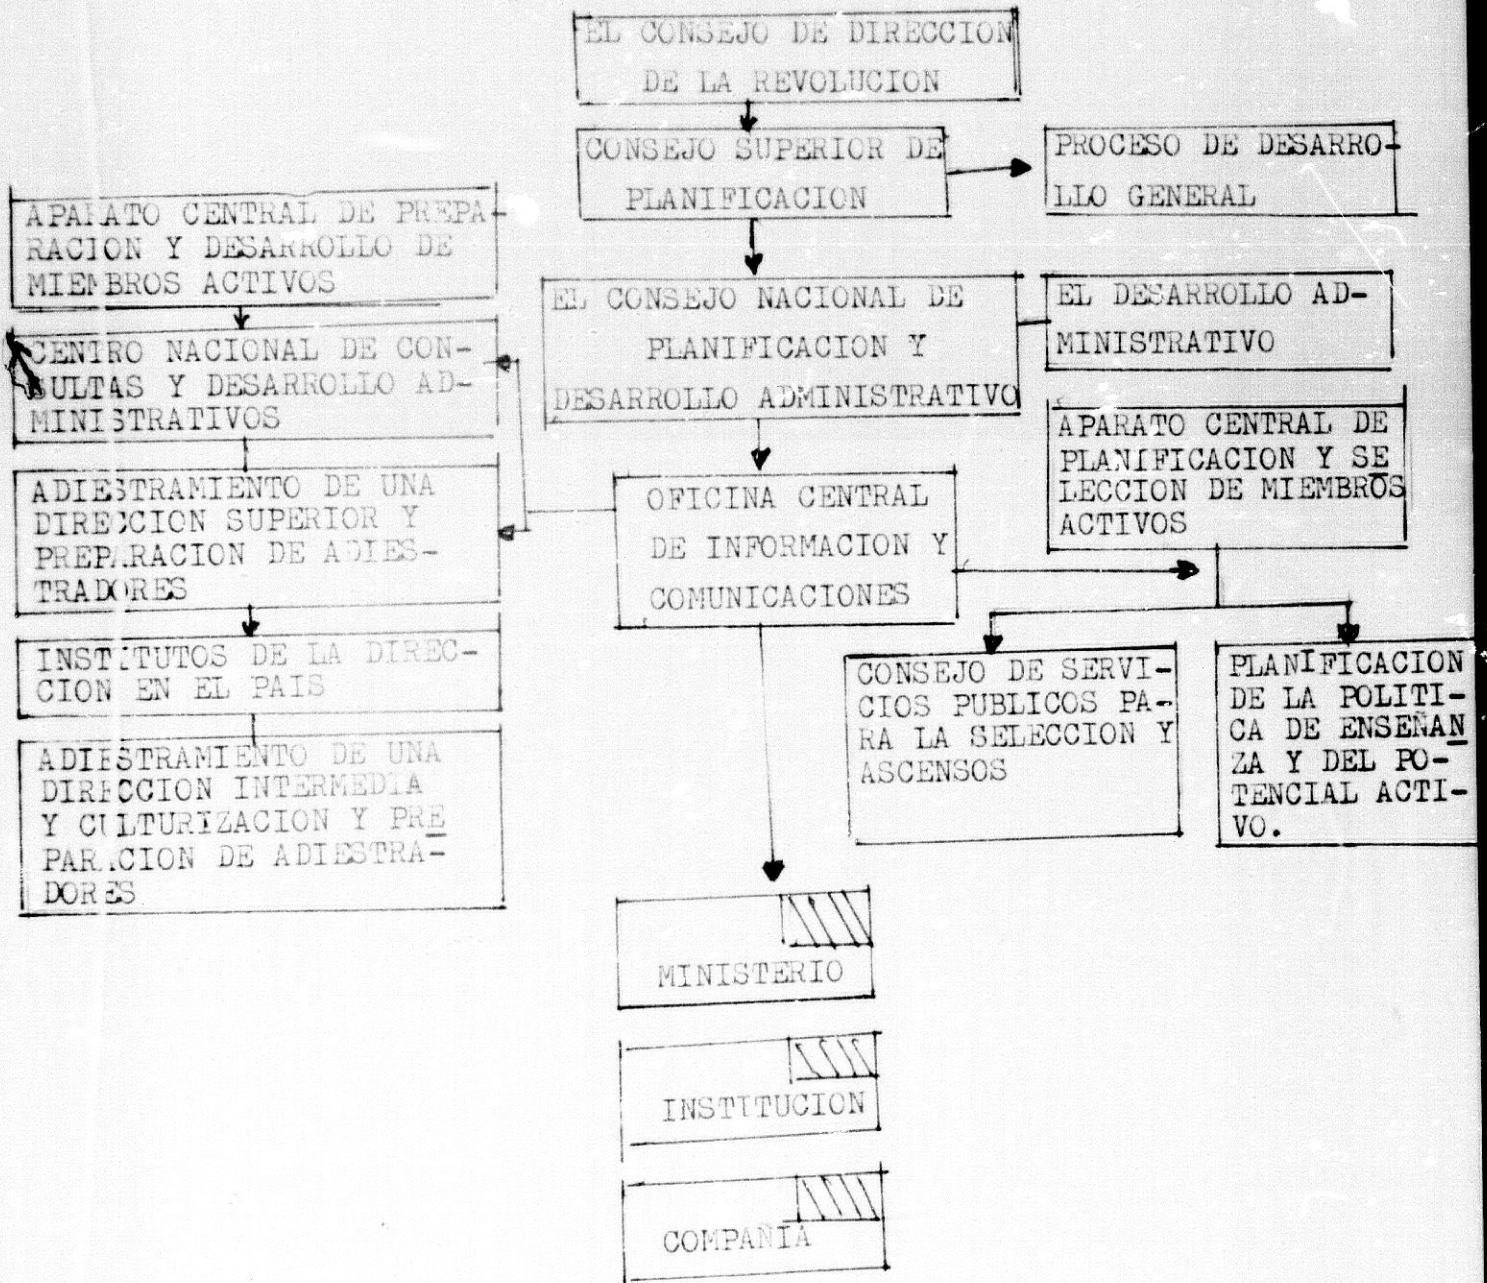 EL CONSEJO DE DIRECCION
DE LA REVOLUCION
CONSEJO SUPERIOR DE
PLANIFICACION
PROCESO DE DESARRO-
LLO GENERAL
APARATO CENTRAL DE PREPA-
RACION Y DESARROLLO DE
MIEMBROS ACTIVOS
EL CONSEJO NACIONAL DE
PLANIFICACION Y
DESARROLLO ADMINISTRATIVO
EL DESARROLLO AD-
MINISTRATIVO
CENTRO NACIONAL DE CON-
SULTAS Y DESARROLLO AD-
MINISTRATIVOS
APARATO CENTRAL DE
PLANIFICACION Y SE
LECCION DE MIEMBROS
ACTIVOS
ADIESTRAMIENTO DE UNA
DIRECCION SUPERIOR Y
PREPARACION DE ADIES-
TRADORES
OFICINA CENTRAL
DE INFORMACION Y
COMUNICACIONES
INSTITUTOS DE LA DIREC-
CION EN EL PAIS
CONSEJO DE SERVI-
CIOS PUBLICOS PA-
RA LA SELECCION Y
ASCENSOS
PLANIFICACION
DE LA POLITI-
CA DE ENSEÑAN
ZA Y DEL PO-
TENCIAL ACTI-
VO.
ADIESTRAMIENTO DE UNA
DIRECCION INTERMEDIA
Y CULTURIZACION Y PRE
PARACION DE ADIESTRA-
DORES
MINISTERIO
INSTITUCION
COMPAÑIA